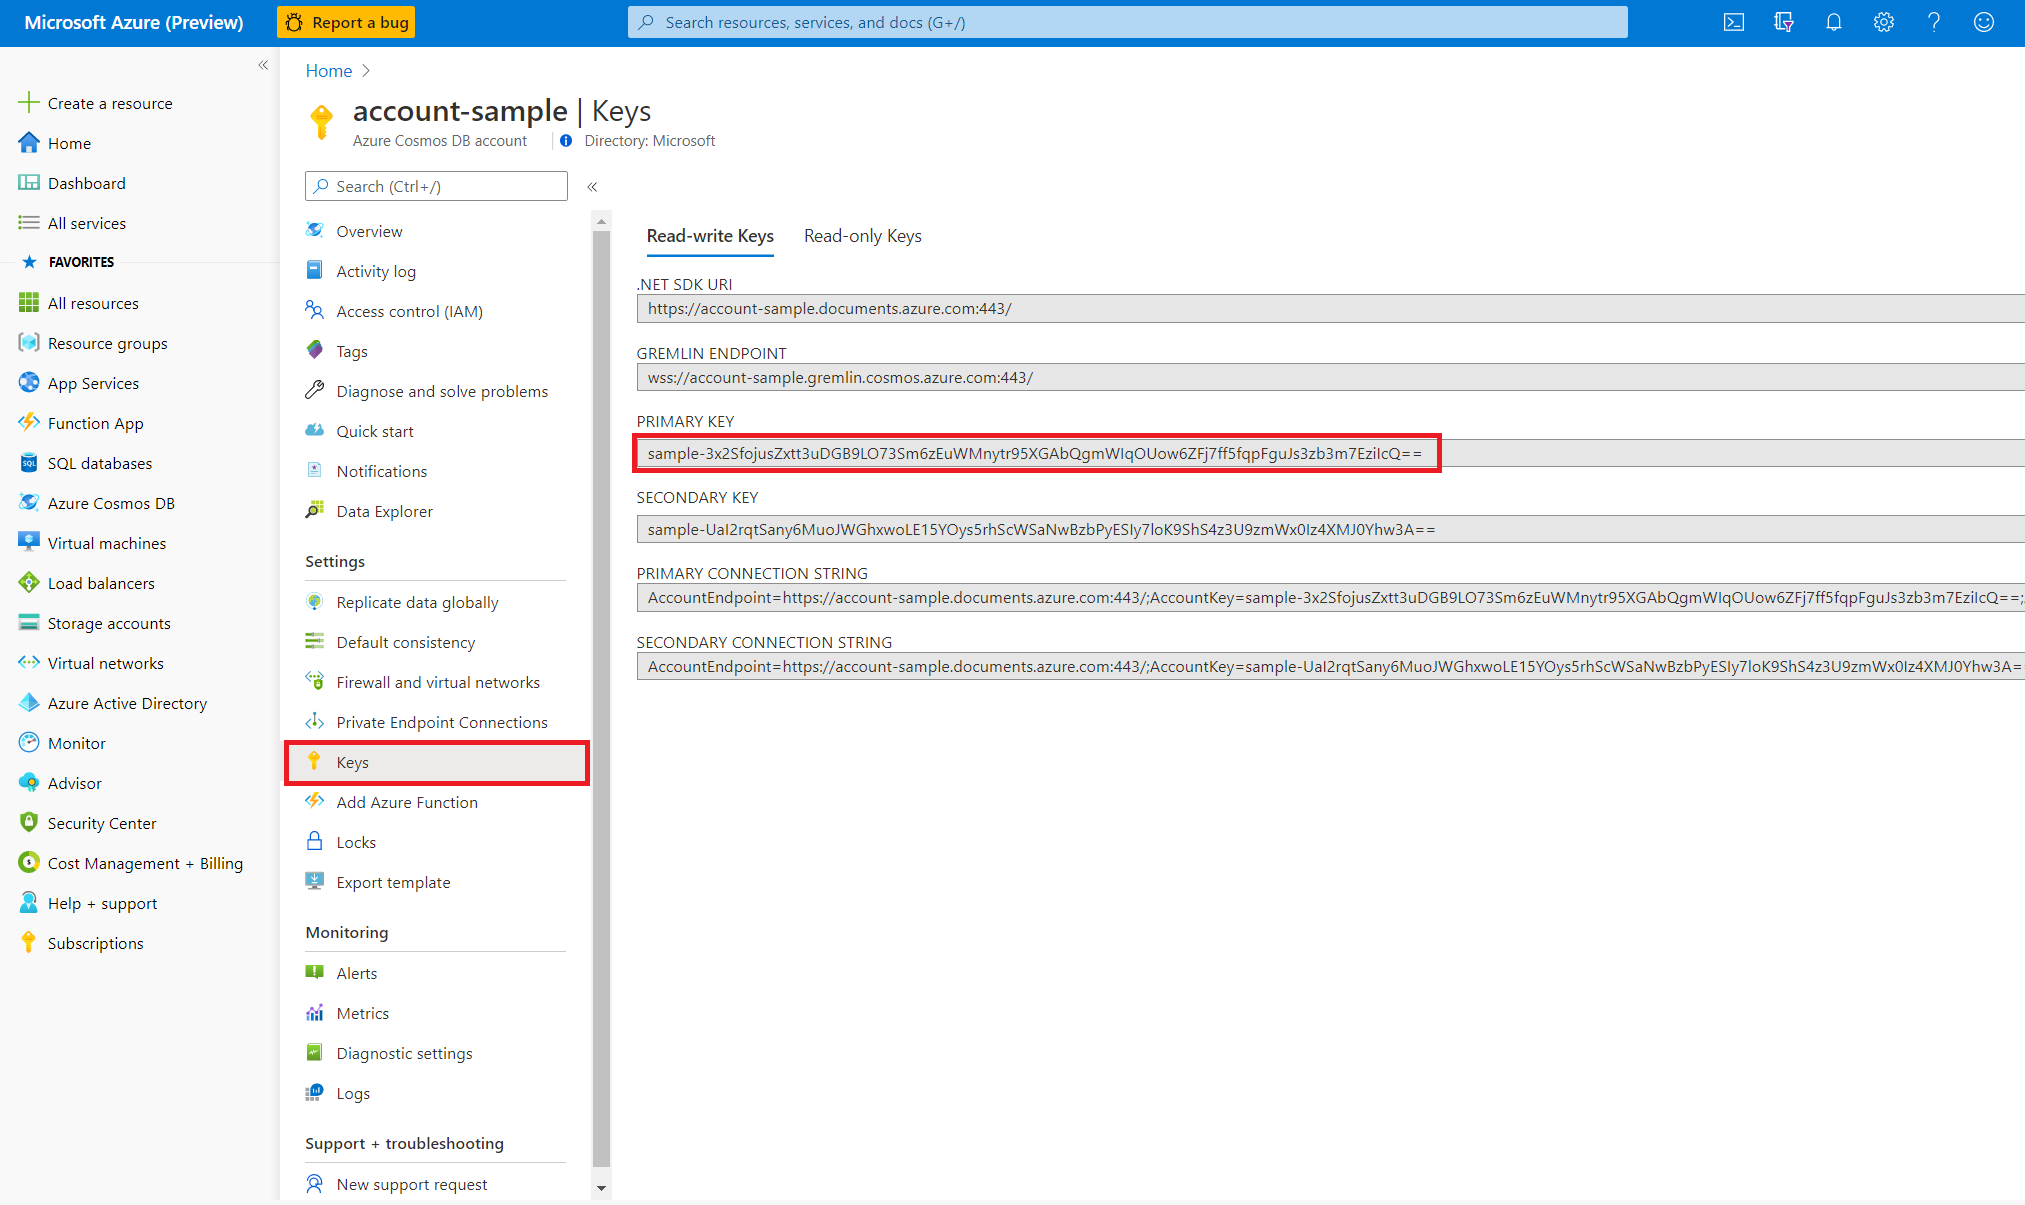 Microsoft Azure (Preview)
Report a bug
Search resources, services, and docs (G+/)
Create a resource
Home
Dashboard
All services
FAVORITES
All resources
Resource groups
App Services
Function App
SQL databases
Azure Cosmos DB
Virtual machines
Load balancers
Storage accounts
Virtual networks
Azure Active Directory
Monitor
Advisor
Security Center
Cost Management + Billing
Help + support
Subscriptions
Home
account-sample | Keys
Azure Cosmos DB account
Directory: Microsoft
Search (Ctrl+/)
Overview
Activity log
Access control (IAM)
Tags
Diagnose and solve problems
Quick start
Notifications
Data Explorer
Settings
Replicate data globally
Default consistency
Firewall and virtual networks
Private Endpoint Connections
Keys
Add Azure Function
Locks
Export template
Monitoring
Alerts
Metrics
Diagnostic settings
Logs
Support + troubleshooting
New support request
Read-write Keys
Read-only Keys
.NET SDK URI
https://account-sample.documents.azure.com:443/
GREMLIN ENDPOINT
wss://account-sample.gremlin.cosmos.azure.com:443/
PRIMARY KEY
sample-3x2SfojusZxtt3uDGB9LO73Sm6zEuWMnytr95XGAbQgmWIqOUow6ZFj7ff5fqpFguJs3zb3m7EziIcQ==
SECONDARY KEY
sample-UaI2rqtSany6MuoJWGhxwoLE15YOys5rhScWSaNwBzbPyESIy7loK9ShS4z3U9zmWx0Iz4XMJ0Yhw3A==
PRIMARY CONNECTION STRING
AccountEndpoint=https://account-sample.documents.azure.com:443/;AccountKey=sample-3x2SfojusZxtt3uDGB9LO73Sm6zEuWMnytr95XGAbQgmWIqOUow6ZFj7ff5fqpFguJs3zb3m7EziIcQ==;
SECONDARY CONNECTION STRING
AccountEndpoint=https://account-sample.documents.azure.com:443/;AccountKey=sample-UaI2rqtSany6MuoJWGhxwoLE15YOys5rhScWSaNwBzbPyESIy7loK9ShS4z3U9zmWx0Iz4XMJ0Yhw3A=